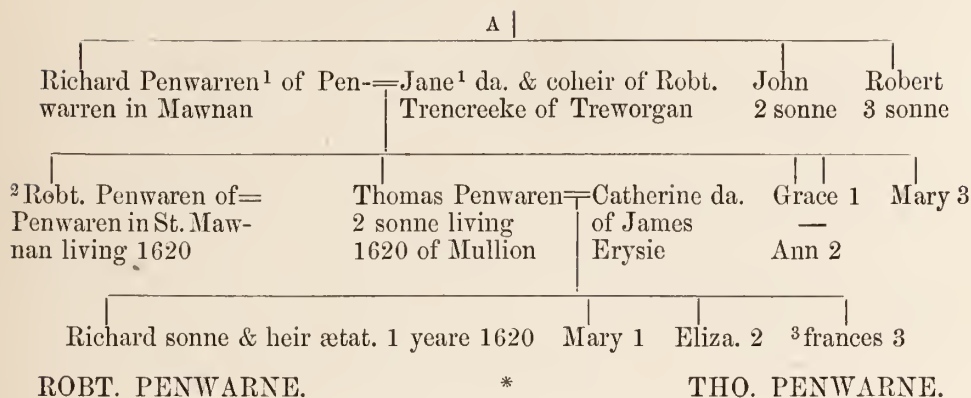 A
Richard Penwarren¹ of Pen-=Jane¹ da. & coheir of Robt. John Robert
warren in Mawnan Trencreeke of Treworgan 2 sonne 3 sonne
²Robt. Penwaren of= Thomas Penwaren=Catherine da. Grace 1 Mary 3
Penwaren in St. Maw- 2 sonne living of James —
nan living 1620 1620 of Mullion Erysie Ann 2
Richard sonne & heir ætat. 1 yeare 1620 Mary 1 Eliza. 2 ³frances 3
ROBT. PENWARNE. * THO. PENWARNE.